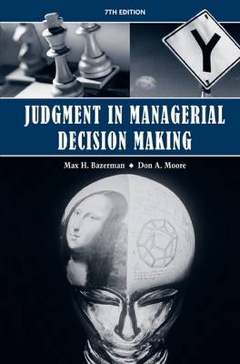 7TH EDITION
Y
JUDGMENT IN MANAGERIAL
DECISION MAKING
Max H. Bazerman ◆ Don A. Moore